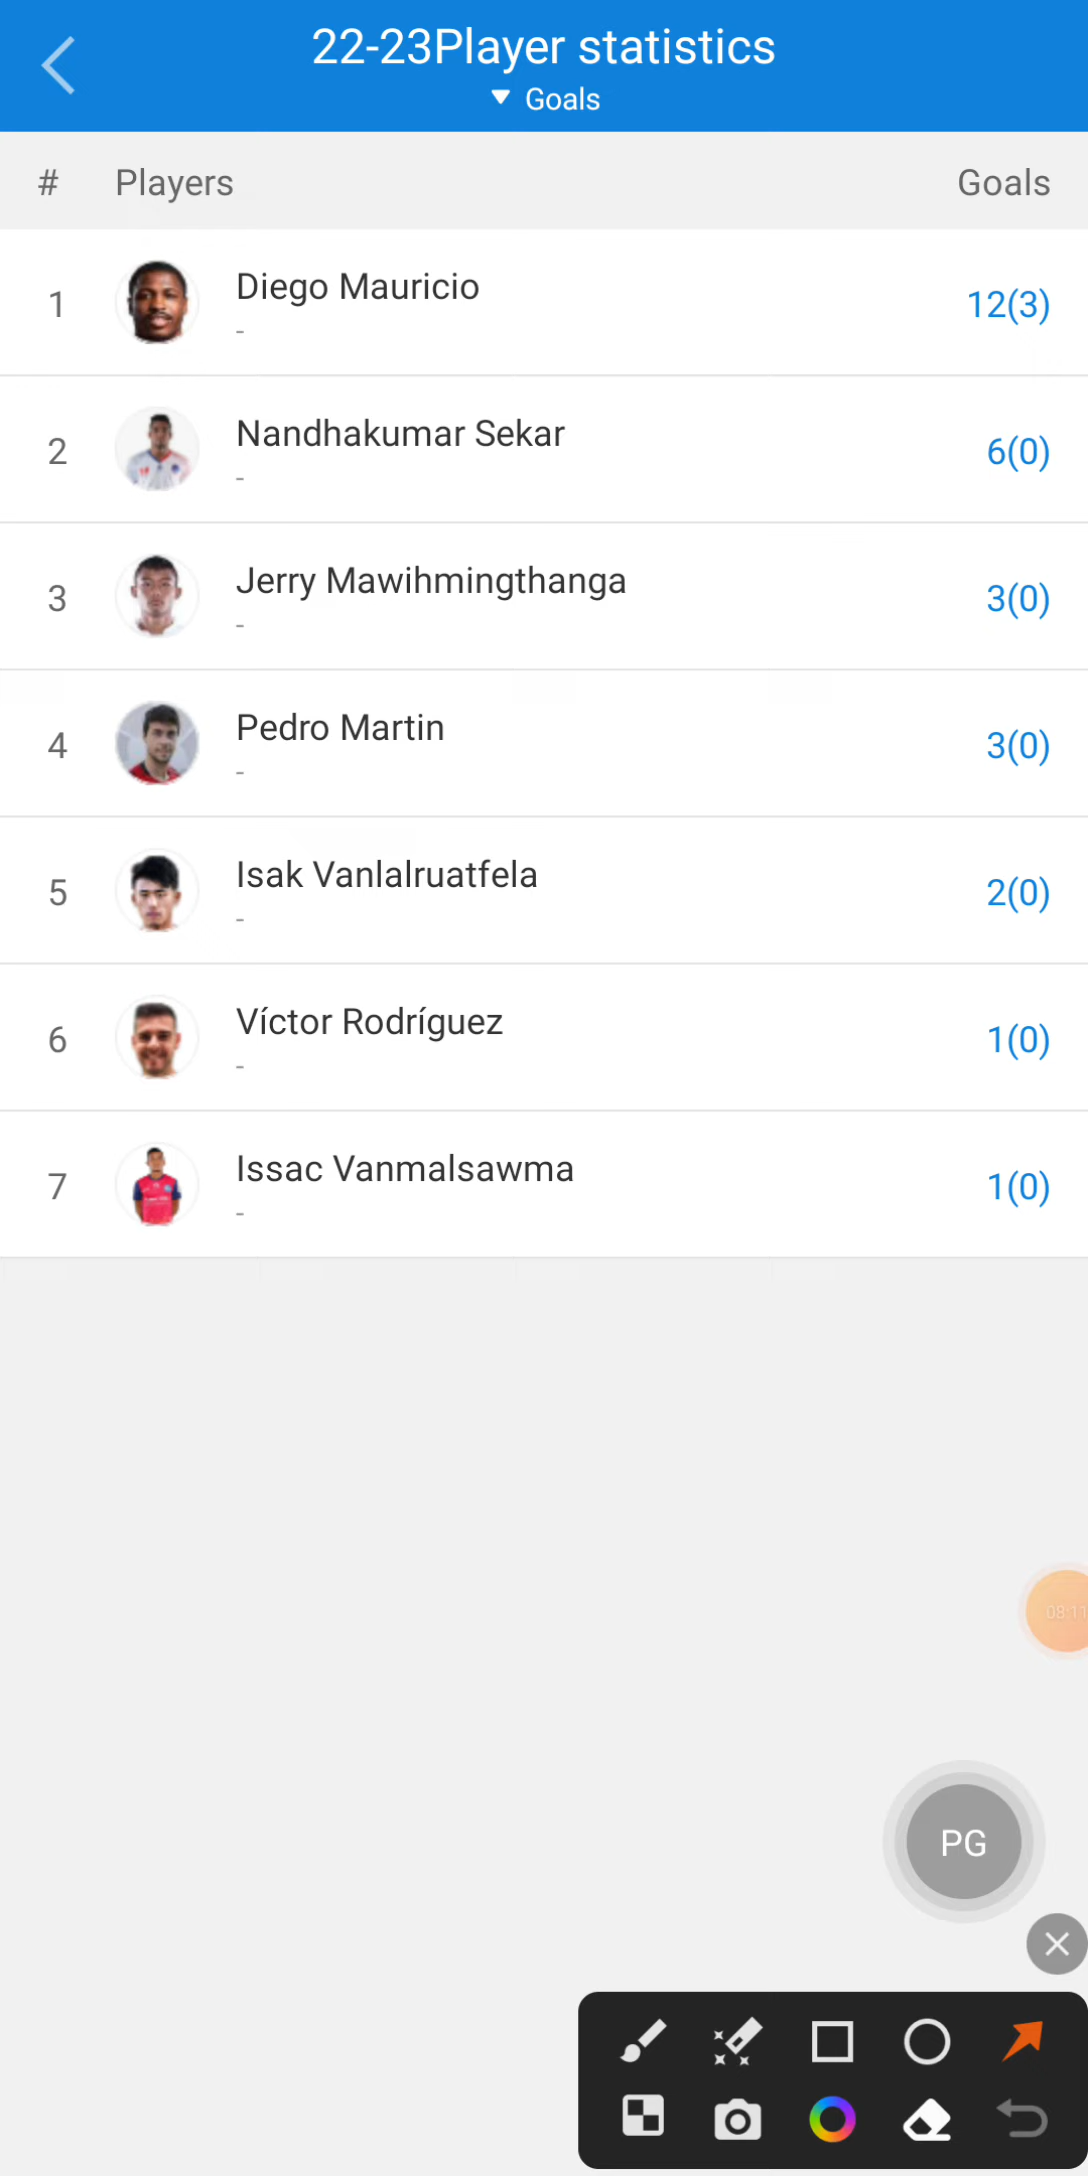 22-23Player statistics
Goals
# Players Goals
1 Diego Mauricio 12(3)
-
2 Nandhakumar Sekar 6(0)
-
3 Jerry Mawihmingthanga 3(0)
-
4 Pedro Martin 3(0)
-
5 Isak Vanlalruatfela 2(0)
-
6 Víctor Rodríguez 1(0)
-
7 Issac Vanmalsawma 1(0)
-
08:11
PG